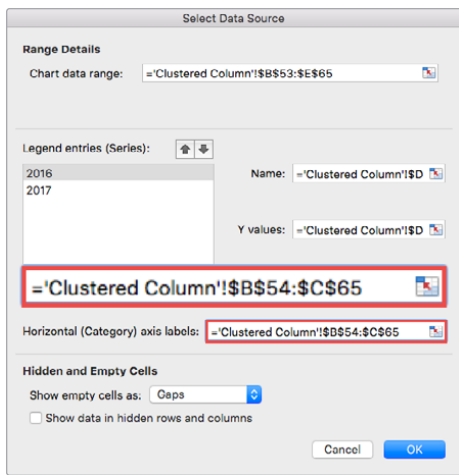 Select Data Source
Range Details
Chart data range: ='Clustered Column'!$B$53:$E$65
Legend entries (Series):
2016
2017
Name: ='Clustered Column'!$D
Y values: ='Clustered Column'!$D
='Clustered Column'!$B$54:$C$65
Horizontal (Category) axis labels: ='Clustered Column'!$B$54:$C$65
Hidden and Empty Cells
Show empty cells as: Gaps
Show data in hidden rows and columns
Cancel OK